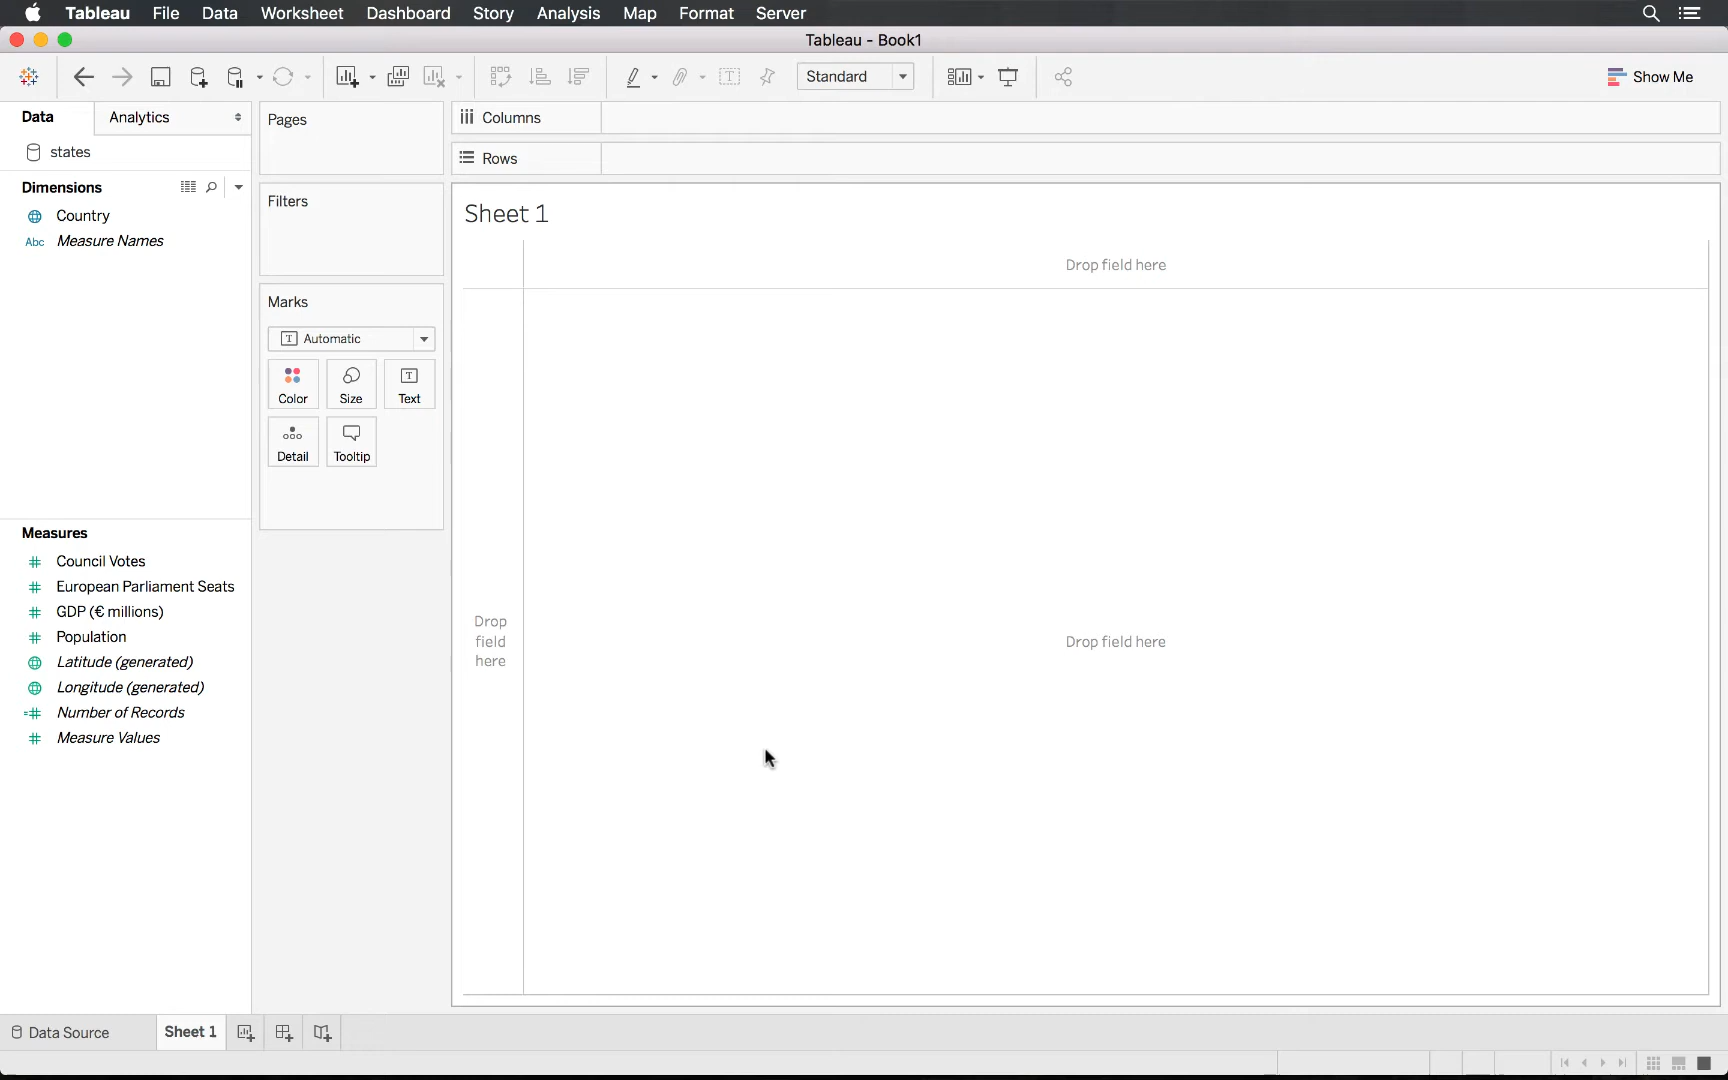 Tableau File Data Worksheet Dashboard Story Analysis Map Format Server
Tableau - Book1
Standard
Show Me
Data
Analytics
states
Dimensions
Country
Abc Measure Names
Measures
Council Votes
European Parliament Seats
GDP (€ millions)
Population
Latitude (generated)
Longitude (generated)
Number of Records
Measure Values
Pages
Filters
Marks
T Automatic
Color Size Text
Detail Tooltip
Columns
Rows
Sheet 1
Drop field here
Drop
field
here
Drop field here
Data Source
Sheet 1